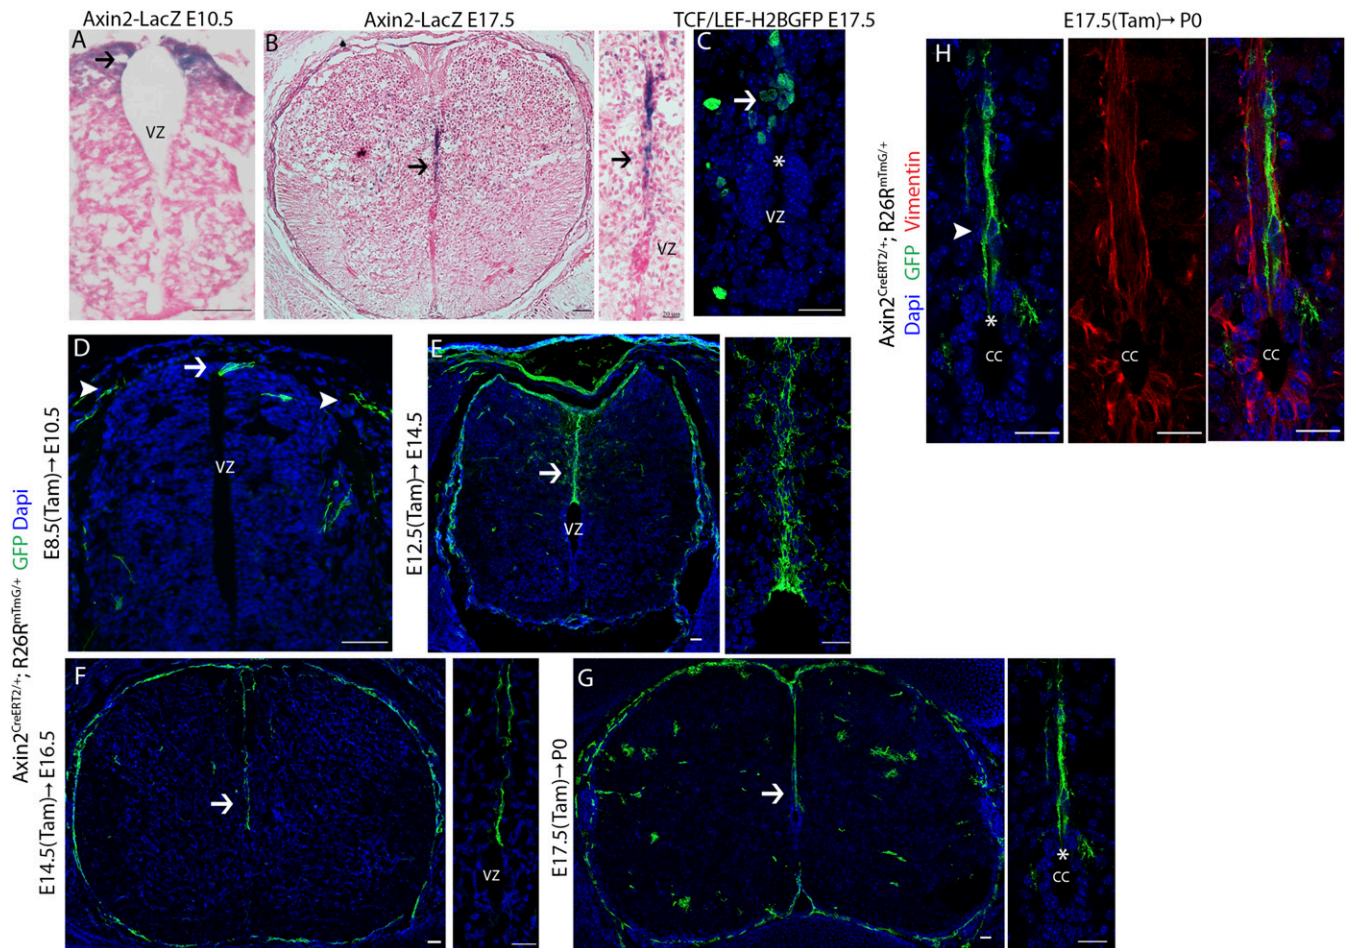 Axin2-LacZ E10.5
Axin2-LacZ E17.5
TCF/LEF-H2BGFP E17.5
E17.5(Tam)→ P0
A
VZ
B
VZ
20 µm
C
*
VZ
Axin2CreERT2/+; R26RmTmG/+
Dapi GFP Vimentin
H
*
CC
CC
CC
Axin2CreERT2/+; R26RmTmG/+ GFP Dapi
E8.5(Tam)→ E10.5
D
VZ
E12.5(Tam)→ E14.5
E
VZ
E14.5(Tam)→ E16.5
F
VZ
E17.5(Tam)→ P0
G
*
CC